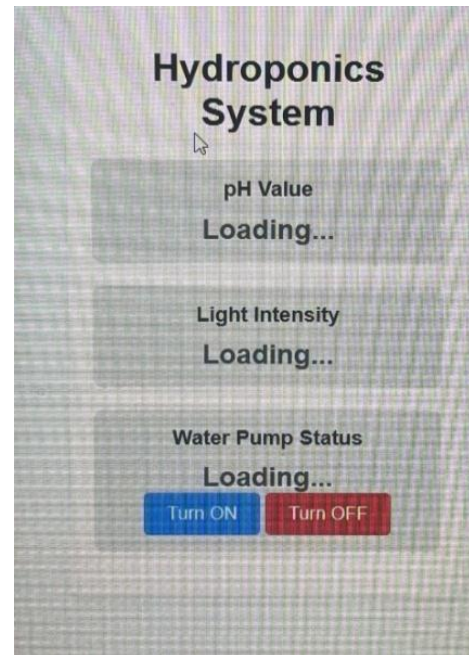 Hydroponics
System
pH Value
Loading...
Light Intensity
Loading...
Water Pump Status
Loading...
Turn ON Turn OFF